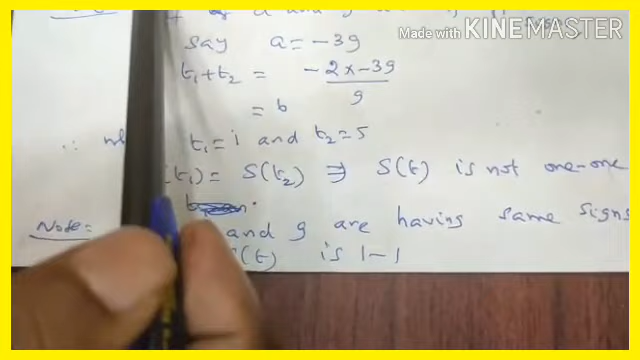 Made with KINEMASTER
say a = -3g
t₁+t₂ = -2x-3g / g
= 6
∴ t₁=1 and t₂=5
(t₁) = S(t₂) ⇒ S(t) is not one-one
Note:- and g are having same signs
(t) is 1-1